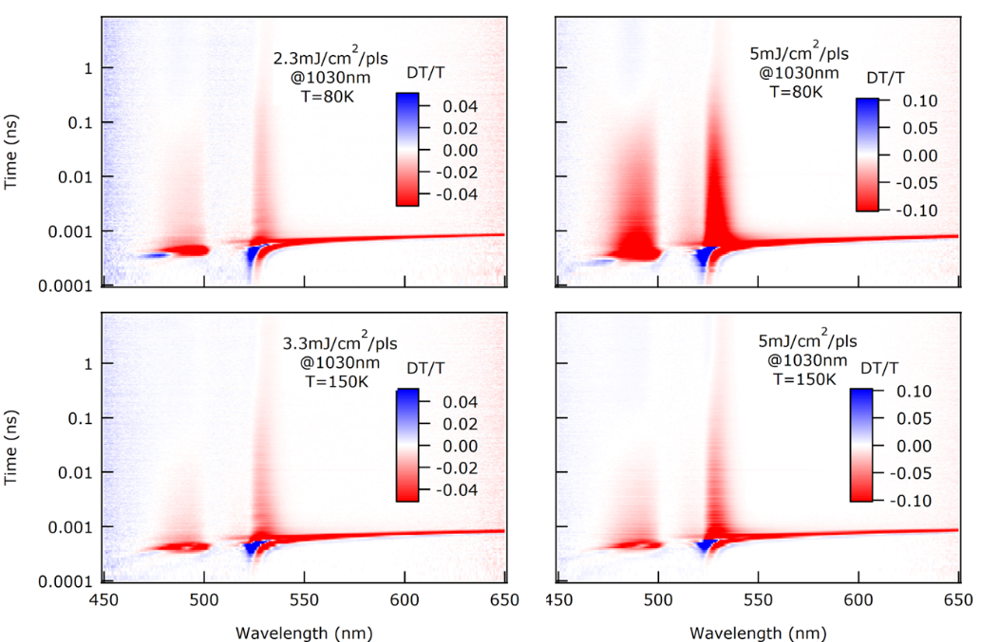 2.3mJ/cm²/pls
@1030nm
T=80K
DT/T
0.04
0.02
0.00
-0.02
-0.04
1
0.1
0.01
0.001
0.0001
Time (ns)
5mJ/cm²/pls
@1030nm
T=80K
DT/T
0.10
0.05
0.00
-0.05
-0.10
3.3mJ/cm²/pls
@1030nm
T=150K
DT/T
0.04
0.02
0.00
-0.02
-0.04
1
0.1
0.01
0.001
0.0001
Time (ns)
450 500 550 600 650
Wavelength (nm)
5mJ/cm²/pls
@1030nm
T=150K
DT/T
0.10
0.05
0.00
-0.05
-0.10
450 500 550 600 650
Wavelength (nm)